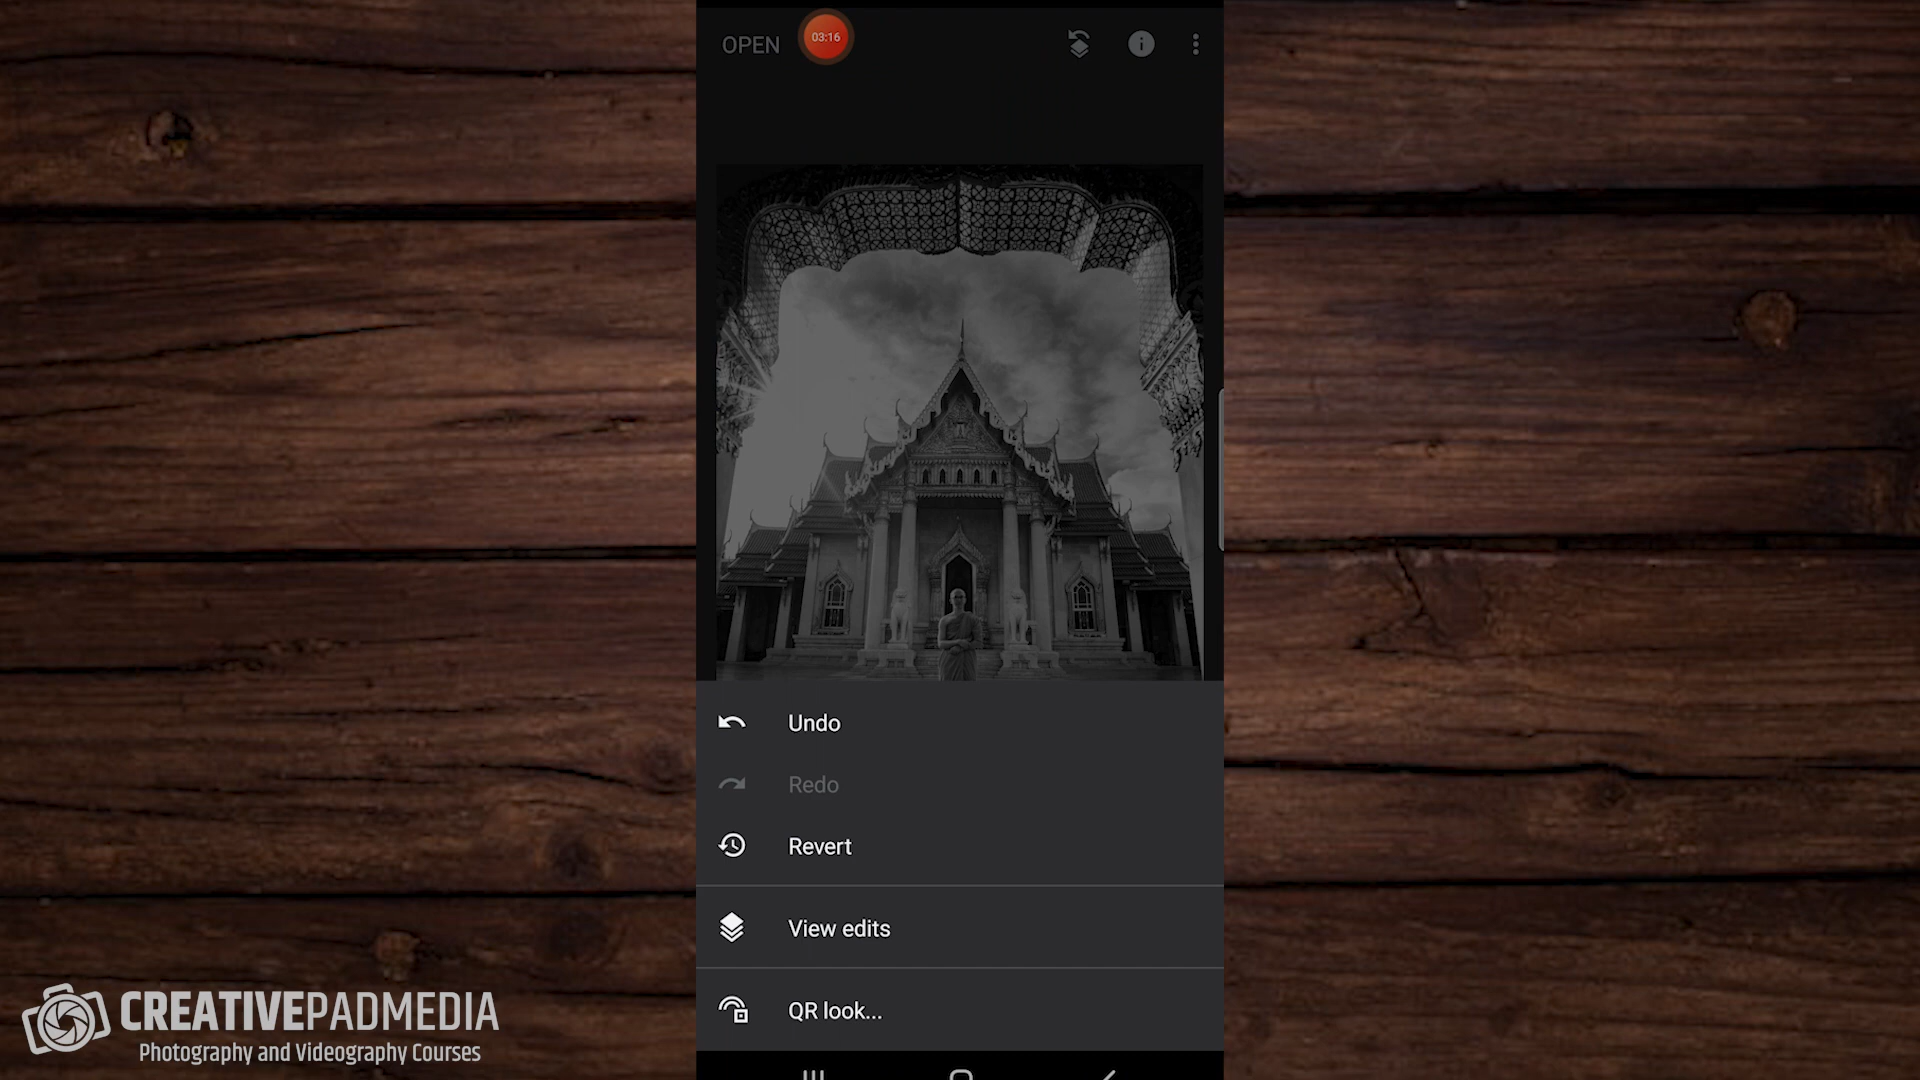 OPEN
03:16
Undo
Redo
Revert
View edits
QR look...
CREATIVEPADMEDIA
Photography and Videography Courses